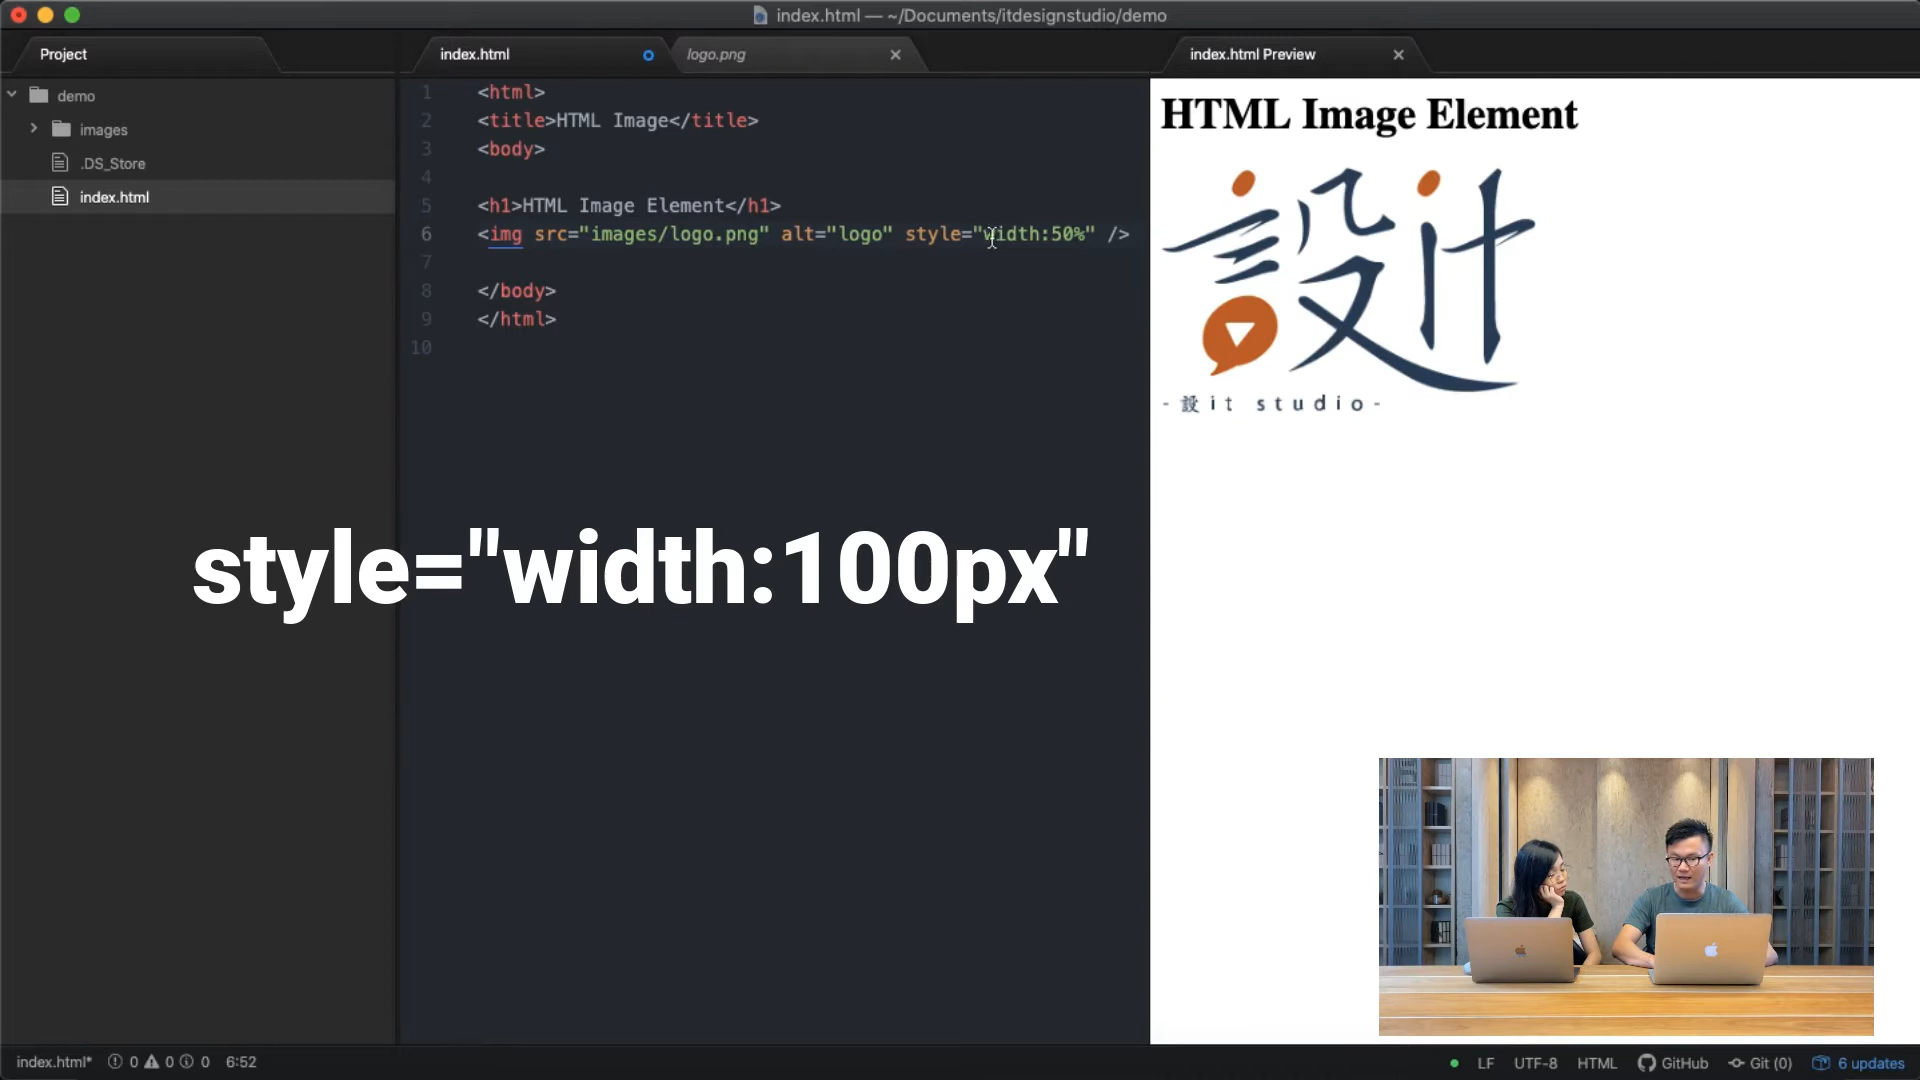 index.html — ~/Documents/itdesignstudio/demo
Project
index.html
logo.png
index.html Preview
demo
images
.DS_Store
index.html
1 <html>
2 <title>HTML Image</title>
3 <body>
4
5 <h1>HTML Image Element</h1>
6 <img src="images/logo.png" alt="logo" style="width:50%" />
7
8 </body>
9 </html>
10
HTML Image Element
設計
- 設it studio-
style="width:100px"
index.html* 0 0 0 6:52
LF UTF-8 HTML GitHub Git (0) 6 updates